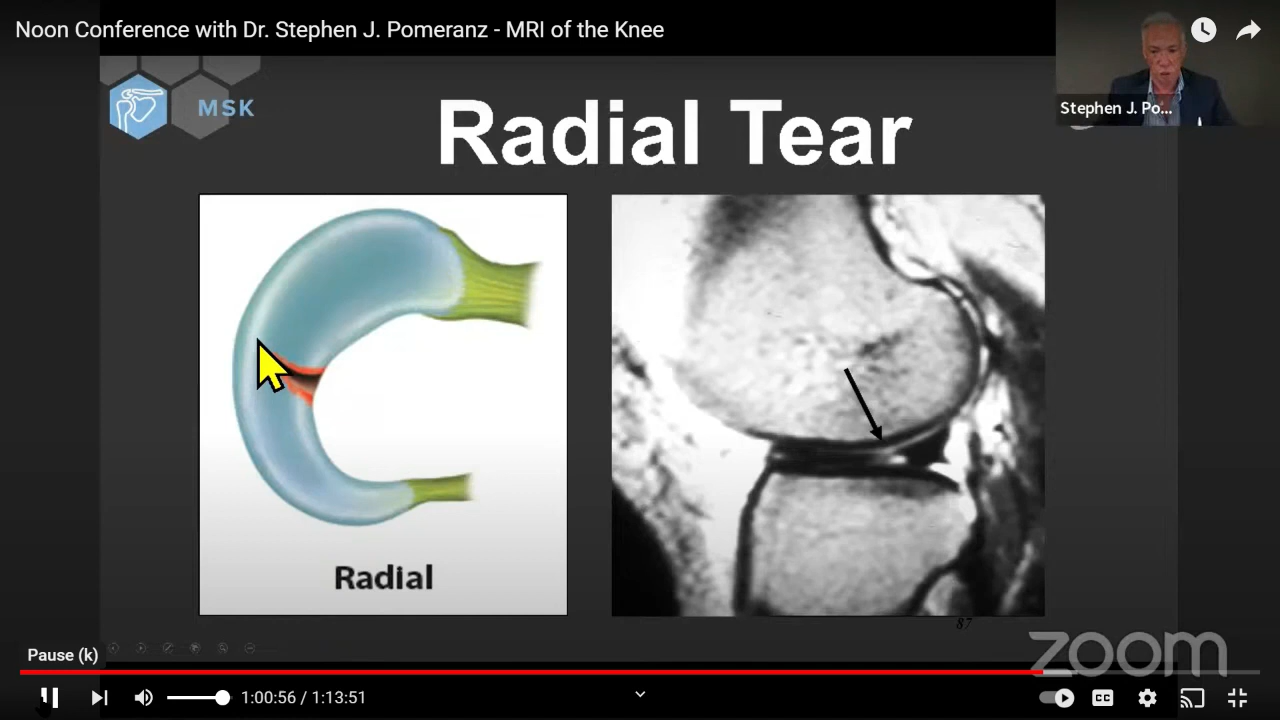 Noon Conference with Dr. Stephen J. Pomeranz - MRI of the Knee
Stephen J. Po...
MSK
Radial Tear
Radial
87
zoom
Pause (k)
1:00:56 / 1:13:51
CC